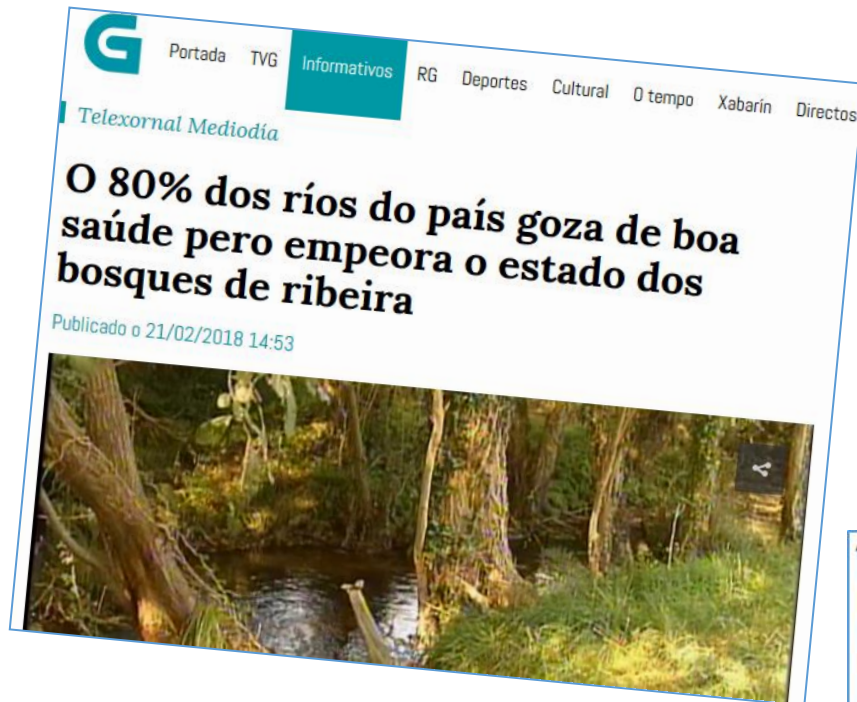 G
Portada TVG Informativos RG Deportes Cultural O tempo Xabarín Directos
Telexornal Mediodía
O 80% dos ríos do país goza de boa
saúde pero empeora o estado dos
bosques de ribeira
Publicado o 21/02/2018 14:53